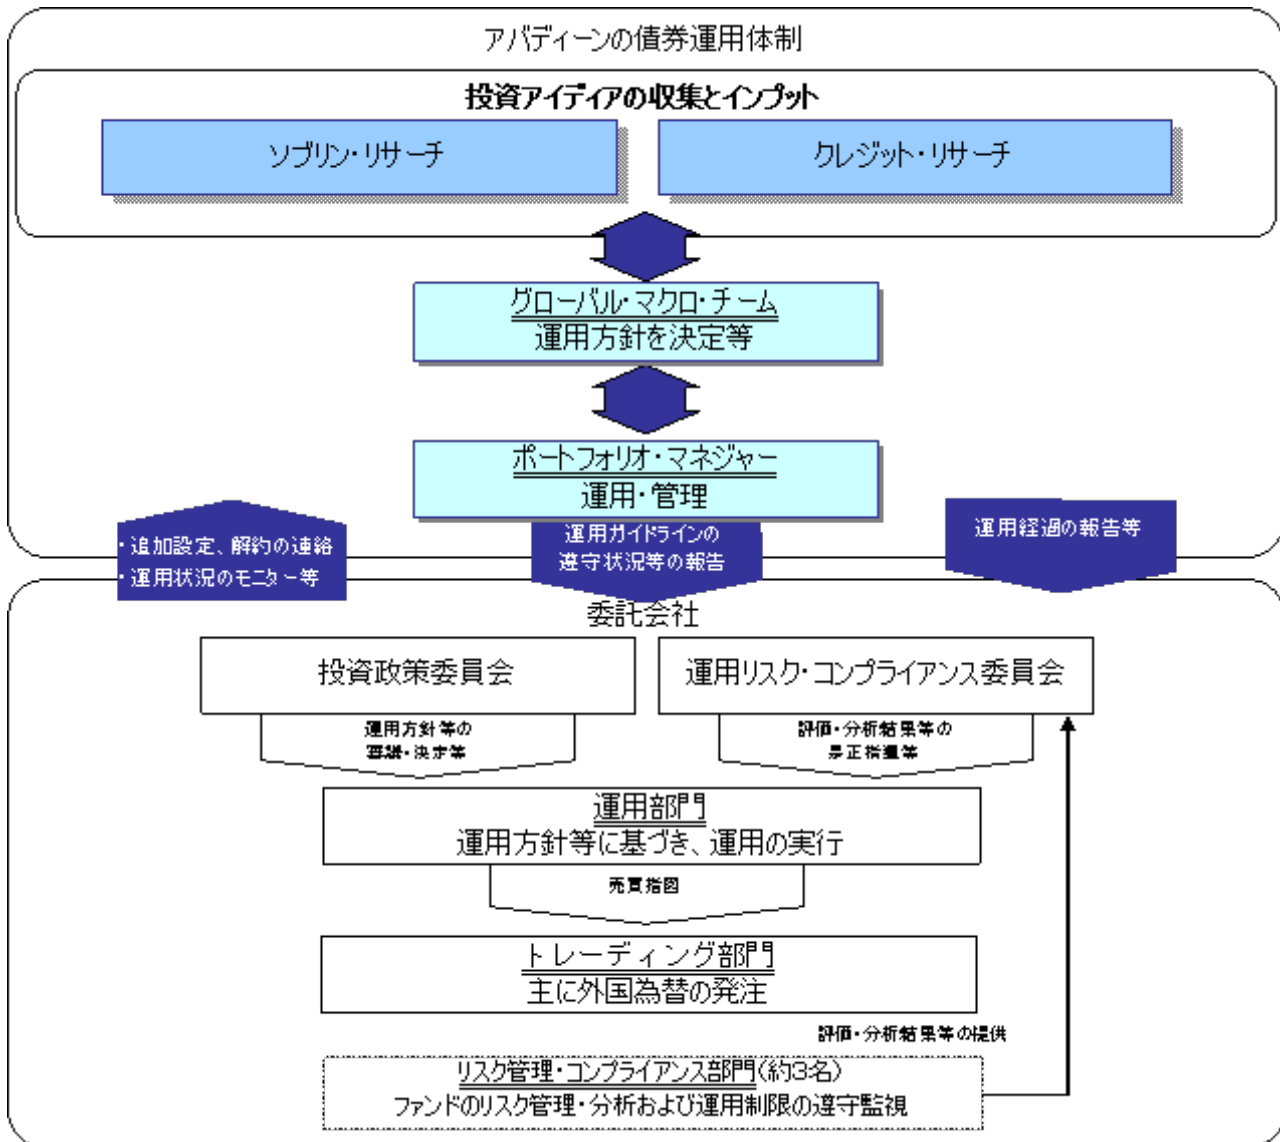 アバディーンの債券運用体制
投資アイディアの収集とインプット
ソブリン・リサーチ
クレジット・リサーチ
グローバル・マクロ・チーム
運用方針を決定等
ポートフォリオ・マネジャー
運用・管理
・追加設定、解約の連絡
・運用状況のモニター等
運用ガイドラインの
遵守状況等の報告
運用経過の報告等
委託会社
投資政策委員会
運用リスク・コンプライアンス委員会
運用方針等の
審議・決定等
評価・分析結果等の
是正指導等
運用部門
運用方針等に基づき、運用の実行
売買指図
トレーディング部門
主に外国為替の発注
評価・分析結果等の提供
リスク管理・コンプライアンス部門(約3名)
ファンドのリスク管理・分析および運用制限の遵守監視